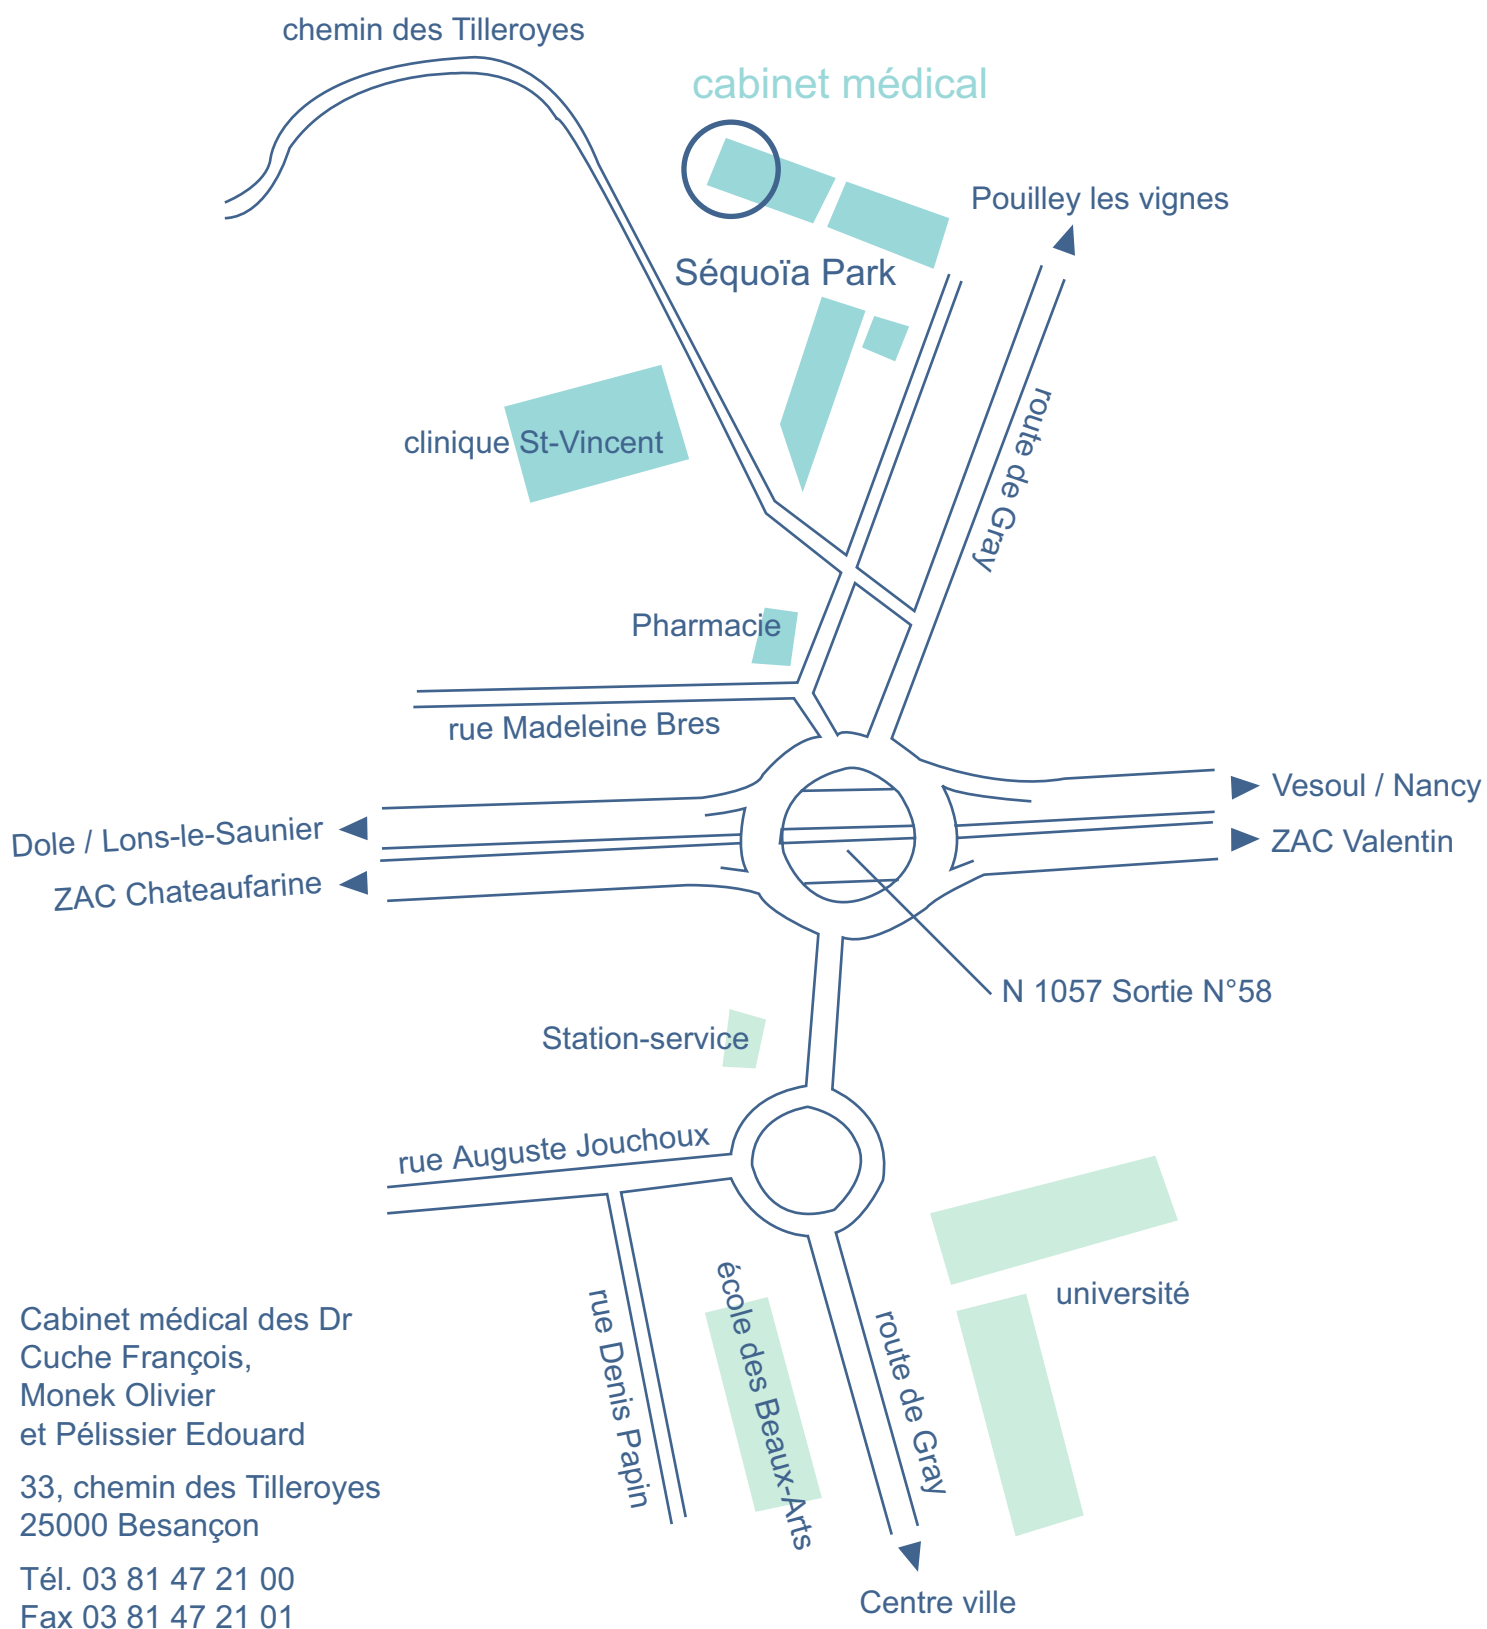 chemin des Tilleroyes
cabinet médical
Pouilley les vignes
Séquoïa Park
route de Gray
clinique St-Vincent
Pharmacie
rue Madeleine Bres
Vesoul / Nancy
Dole / Lons-le-Saunier
ZAC Valentin
ZAC Chateaufarine
N 1057 Sortie N°58
Station-service
rue Auguste Jouchoux
université
école des Beaux-Arts
rue Denis Papin
route de Gray
Centre ville
Cabinet médical des Dr
Cuche François,
Monek Olivier
et Pélissier Edouard
33, chemin des Tilleroyes
25000 Besançon
Tél. 03 81 47 21 00
Fax 03 81 47 21 01